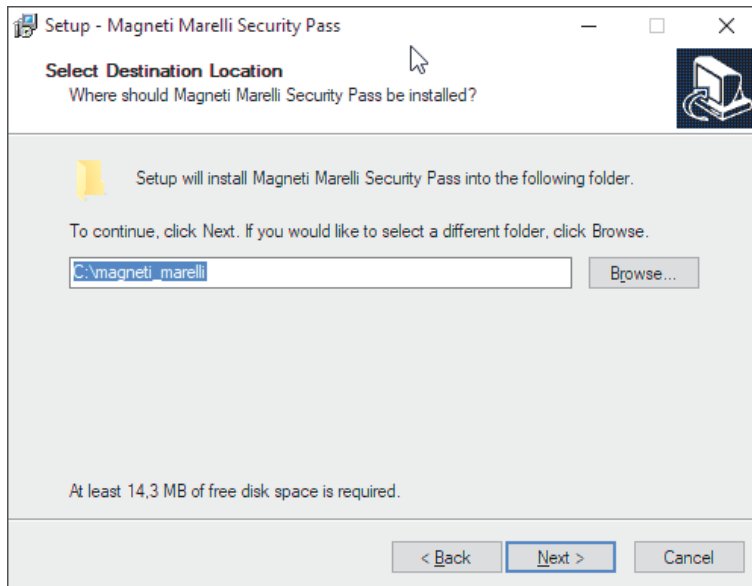 Setup - Magneti Marelli Security Pass
Select Destination Location
Where should Magneti Marelli Security Pass be installed?
Setup will install Magneti Marelli Security Pass into the following folder.
To continue, click Next. If you would like to select a different folder, click Browse.
C:\magneti_marelli
Browse...
At least 14,3 MB of free disk space is required.
< Back
Next >
Cancel